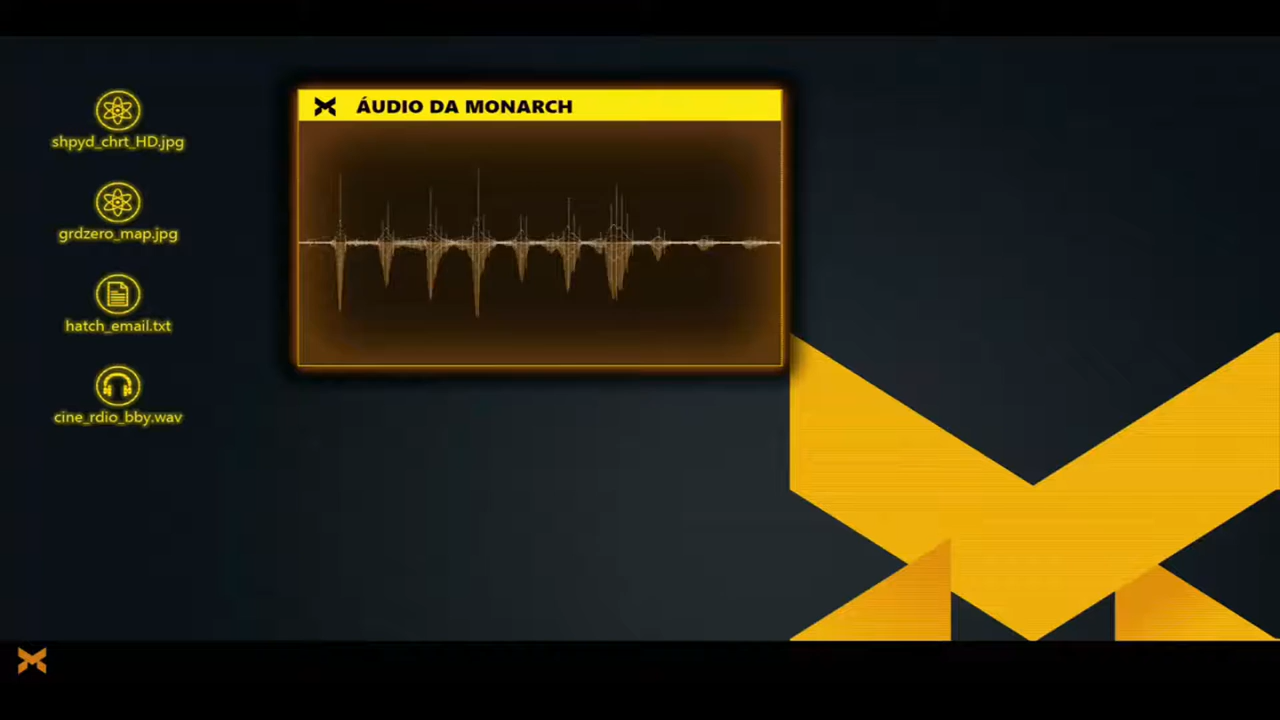 shpyd_chrt_HD.jpg
grdzero_map.jpg
hatch_email.txt
cine_rdio_bby.wav
ÁUDIO DA MONARCH